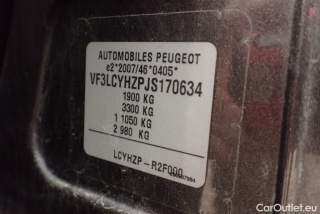 AUTOMOBILES PEUGEOT
e2*2007/46*0405*
VF3LCYHZPJS170634
1900 KG
3300 KG
1 1050 KG
2 980 KG
LCYHZP - R2F000
CarOutlet.eu